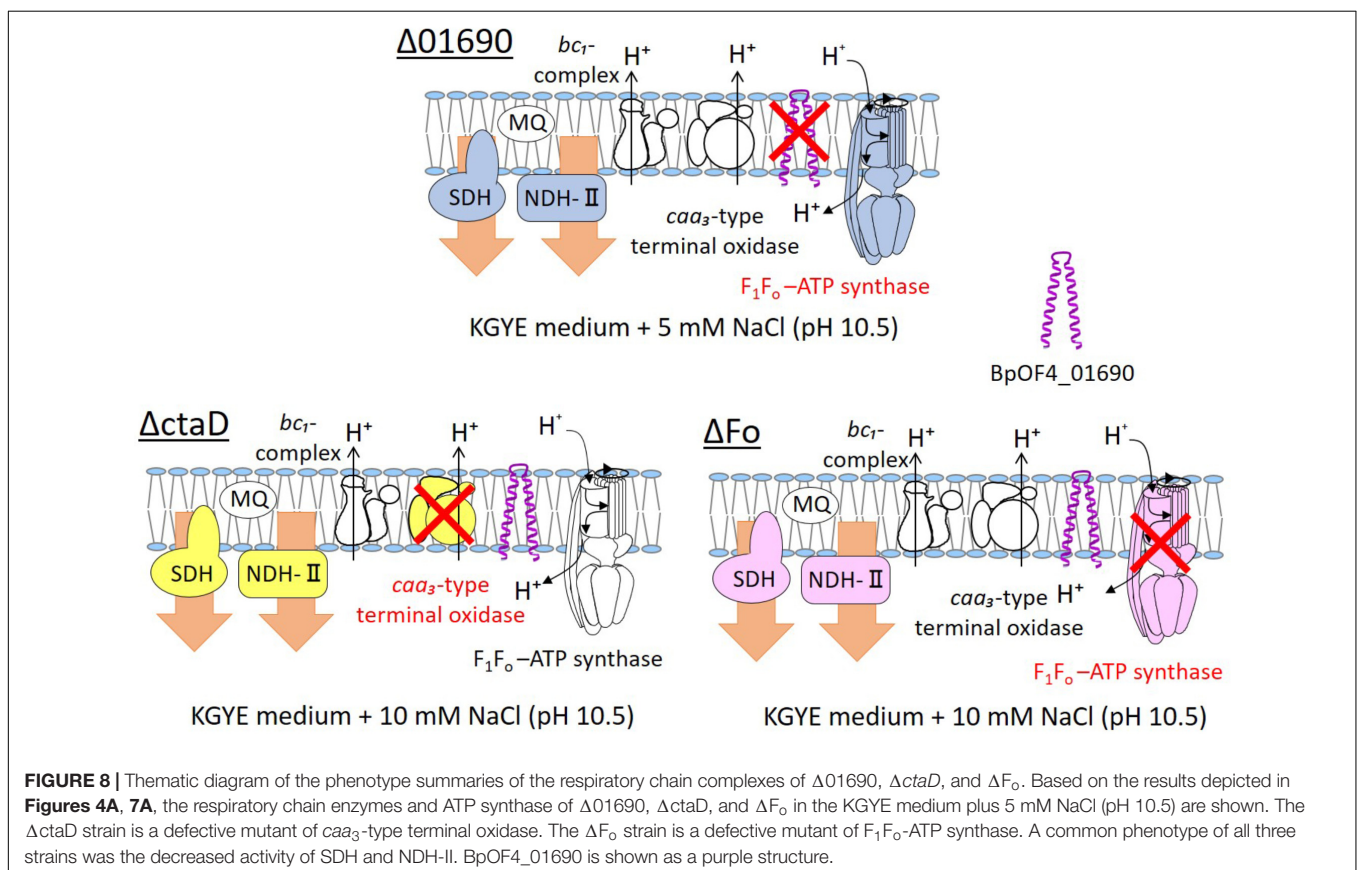 Δ01690
bc₁-
complex
H⁺
H⁺
H⁺
MQ
SDH
NDH-Ⅱ
caa₃-type
terminal oxidase
H⁺
F₁Fₒ–ATP synthase
KGYE medium + 5 mM NaCl (pH 10.5)
BpOF4_01690
ΔctaD
bc₁-
complex
H⁺
H⁺
H⁺
MQ
SDH
NDH-Ⅱ
caa₃-type
terminal oxidase
H⁺
F₁Fₒ–ATP synthase
KGYE medium + 10 mM NaCl (pH 10.5)
ΔFo
bc₁-
complex
H⁺
H⁺
H⁺
MQ
SDH
NDH-Ⅱ
caa₃-type
terminal oxidase
H⁺
F₁Fₒ–ATP synthase
KGYE medium + 10 mM NaCl (pH 10.5)
FIGURE 8 | Thematic diagram of the phenotype summaries of the respiratory chain complexes of Δ01690, ΔctaD, and ΔFₒ. Based on the results depicted in
Figures 4A, 7A, the respiratory chain enzymes and ATP synthase of Δ01690, ΔctaD, and ΔFₒ in the KGYE medium plus 5 mM NaCl (pH 10.5) are shown. The
ΔctaD strain is a defective mutant of caa₃-type terminal oxidase. The ΔFₒ strain is a defective mutant of F₁Fₒ-ATP synthase. A common phenotype of all three
strains was the decreased activity of SDH and NDH-II. BpOF4_01690 is shown as a purple structure.